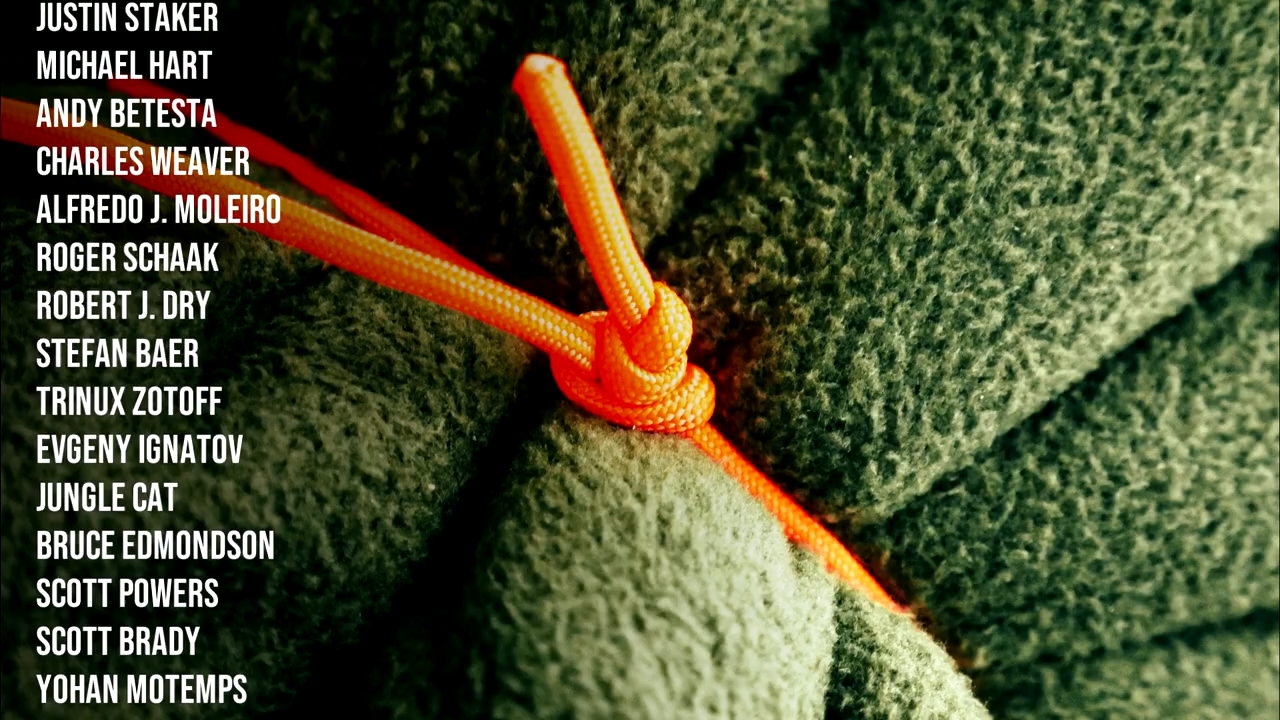 JUSTIN STAKER
MICHAEL HART
ANDY BETESTA
CHARLES WEAVER
ALFREDO J. MOLEIRO
ROGER SCHAAK
ROBERT J. DRY
STEFAN BAER
TRINUX ZOTOFF
EVGENY IGNATOV
JUNGLE CAT
BRUCE EDMONDSON
SCOTT POWERS
SCOTT BRADY
YOHAN MOTEMPS